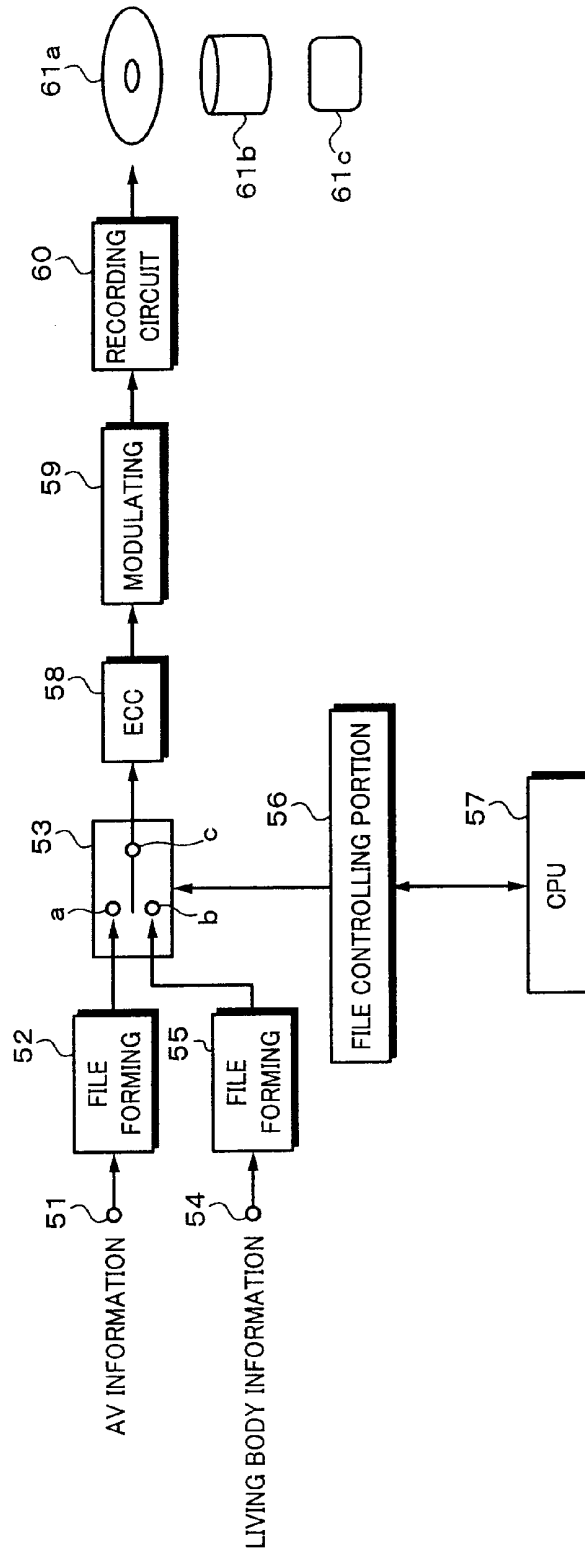 AV INFORMATION
51
52
FILE
FORMING
LIVING BODY INFORMATION
54
55
FILE
FORMING
53
a
b
c
56
FILE CONTROLLING PORTION
57
CPU
58
ECC
59
MODULATING
60
RECORDING
CIRCUIT
61a
61b
61c